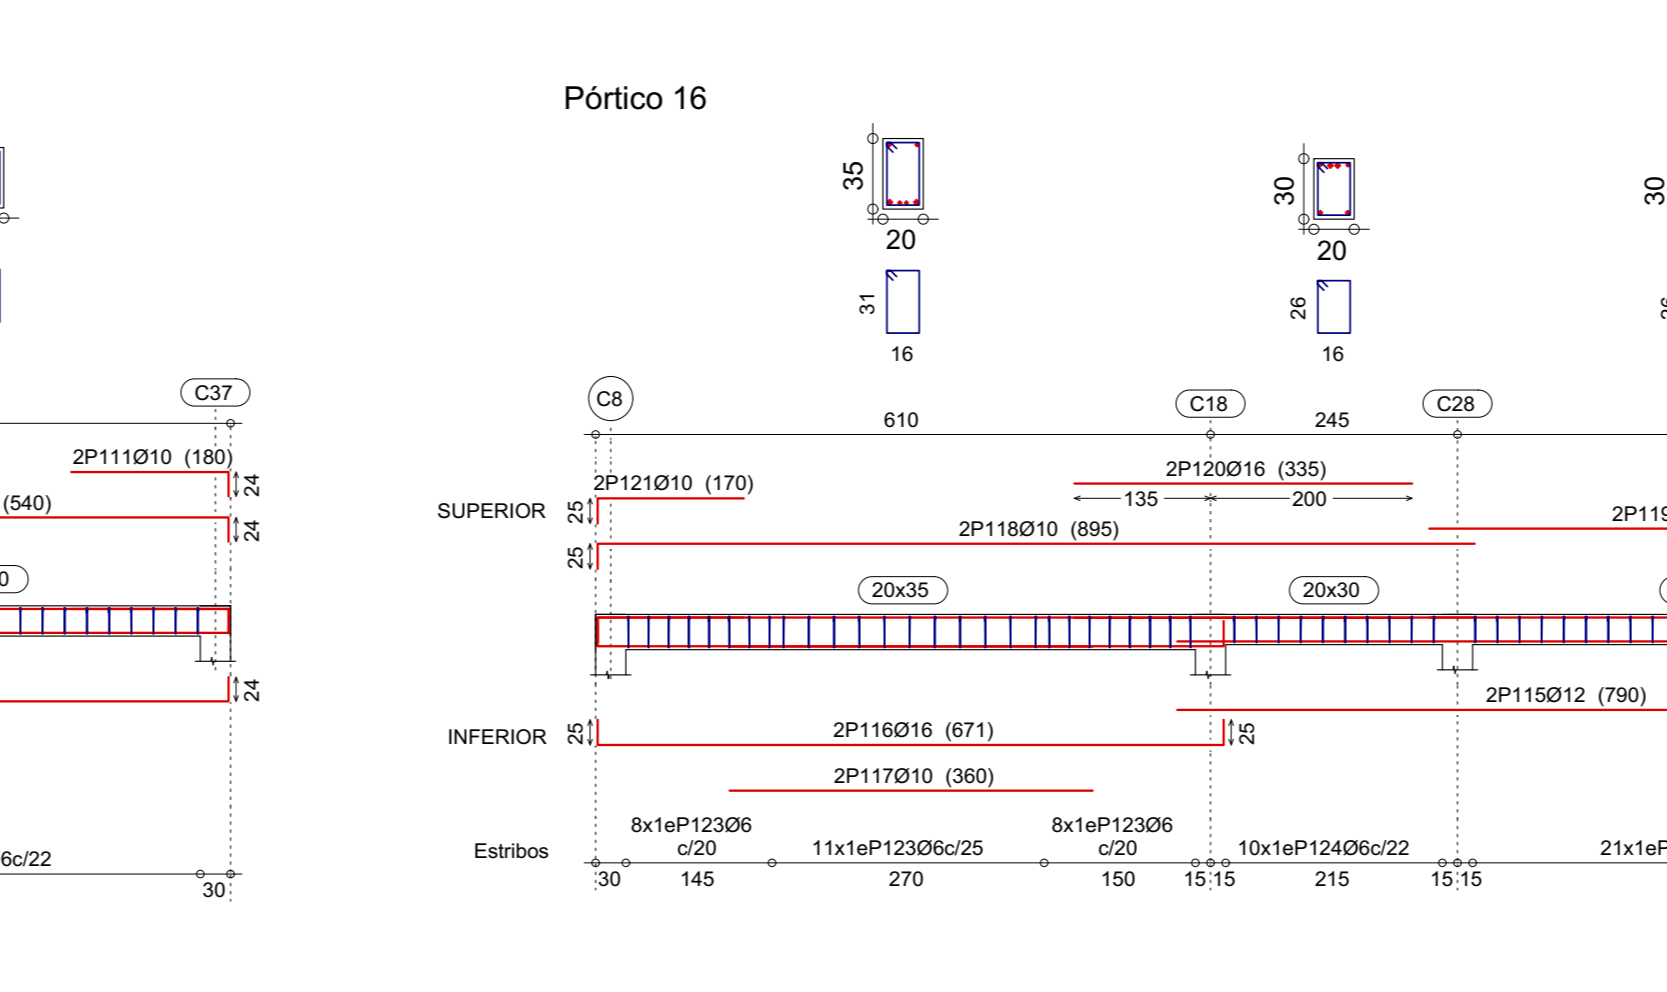 Pórtico 16
35
20
31
16
30
20
26
16
30
C37
2P111Ø10 (180)
24
(540)
24
24
6c/22
30
C8
C18
C28
610
245
SUPERIOR
2P121Ø10 (170)
25
2P120Ø16 (335)
135
200
2P118Ø10 (895)
25
2P119
20x35
20x30
2P115Ø12 (790)
INFERIOR
25
2P116Ø16 (671)
25
2P117Ø10 (360)
Estribos
8x1eP123Ø6
c/20
11x1eP123Ø6c/25
8x1eP123Ø6
c/20
10x1eP124Ø6c/22
21x1eP
30
145
270
150
15
15
215
15
15